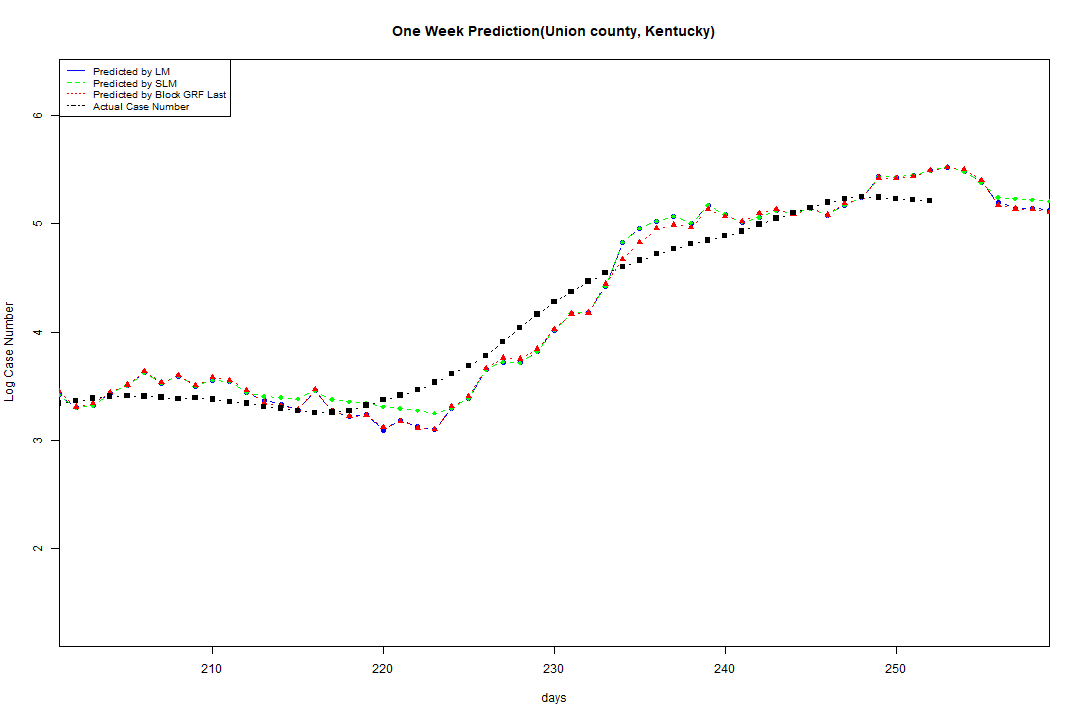 One Week Prediction(Union county, Kentucky)
Predicted by LM
Predicted by SLM
Predicted by Block GRF Last
Actual Case Number
6
5
4
3
2
Log Case Number
210 220 230 240 250
days